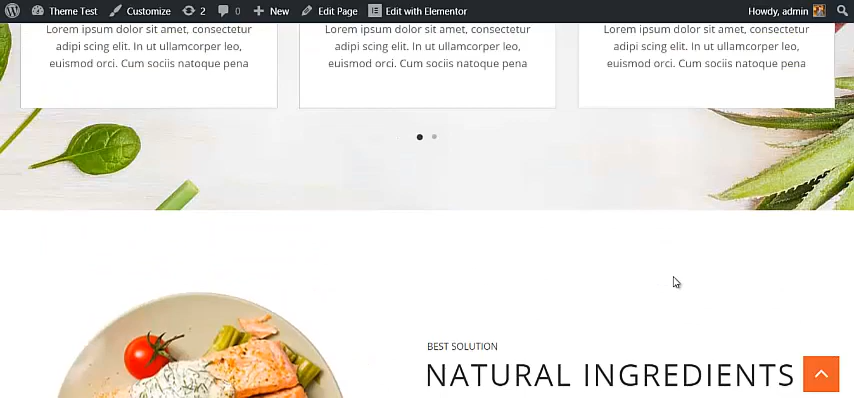 Theme Test Customize 2 0 New Edit Page Edit with Elementor Howdy, admin
Lorem ipsum dolor sit amet, consectetur
adipi scing elit. In ut ullamcorper leo,
euismod orci. Cum sociis natoque pena
Lorem ipsum dolor sit amet, consectetur
adipi scing elit. In ut ullamcorper leo,
euismod orci. Cum sociis natoque pena
Lorem ipsum dolor sit amet, consectetur
adipi scing elit. In ut ullamcorper leo,
euismod orci. Cum sociis natoque pena
BEST SOLUTION
NATURAL INGREDIENTS